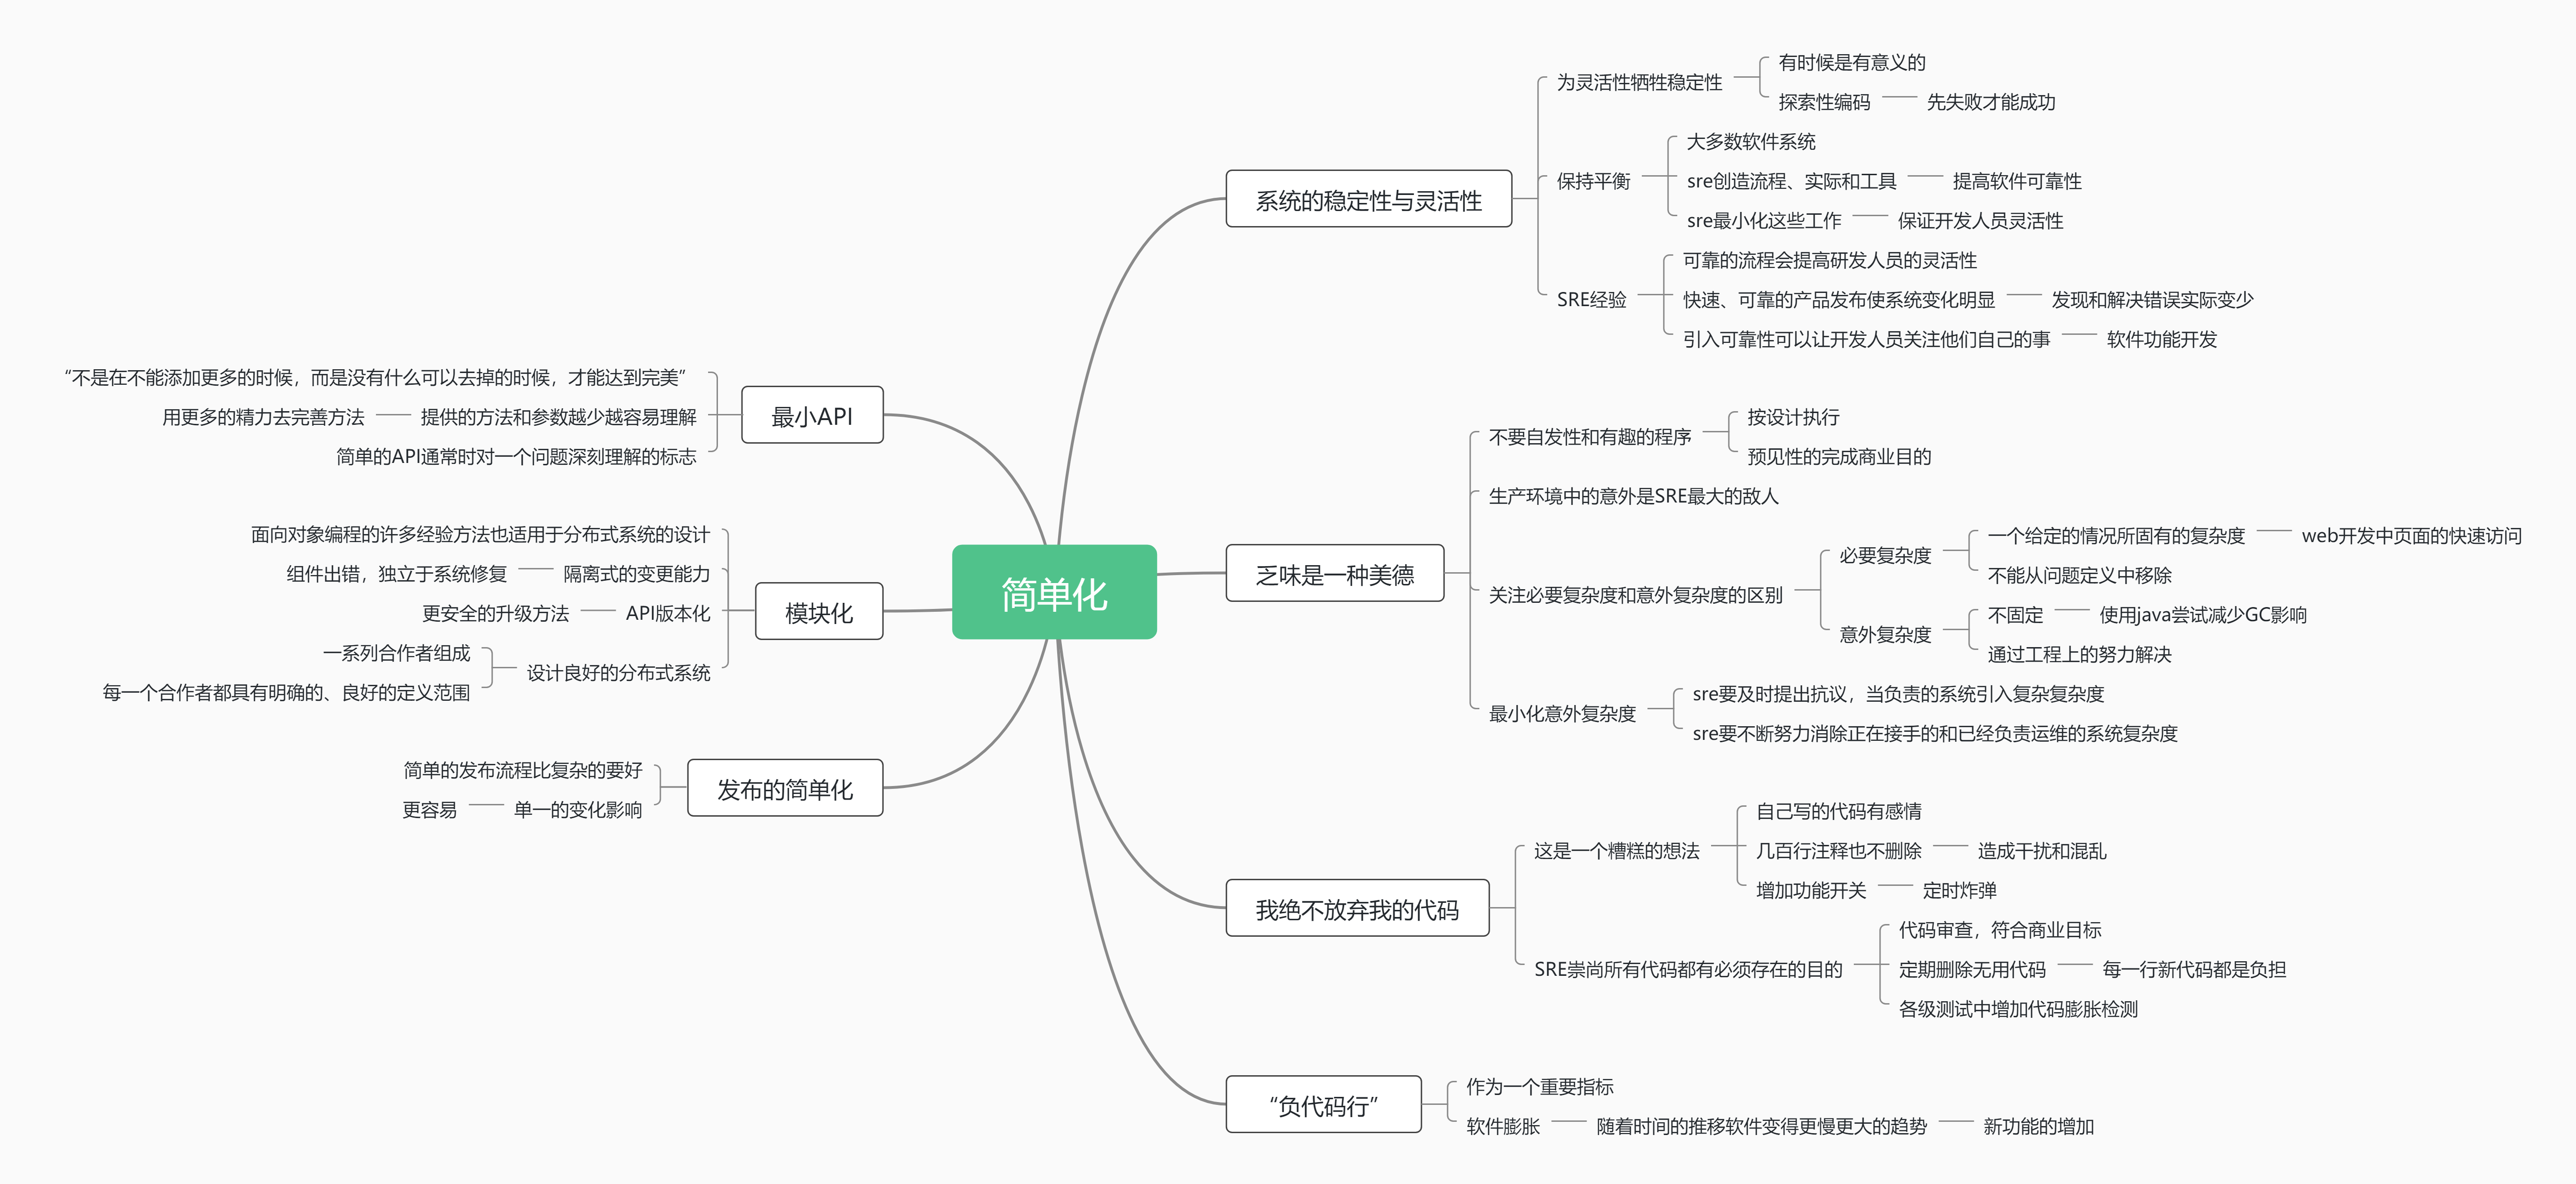 简单化
系统的稳定性与灵活性
为灵活性牺牲稳定性
有时候是有意义的
探索性编码
先失败才能成功
保持平衡
大多数软件系统
sre创造流程、实际和工具
提高软件可靠性
sre最小化这些工作
保证开发人员灵活性
SRE经验
可靠的流程会提高研发人员的灵活性
快速、可靠的产品发布使系统变化明显
发现和解决错误实际变少
引入可靠性可以让开发人员关注他们自己的事
软件功能开发
乏味是一种美德
不要自发性和有趣的程序
按设计执行
预见性的完成商业目的
生产环境中的意外是SRE最大的敌人
关注必要复杂度和意外复杂度的区别
必要复杂度
一个给定的情况所固有的复杂度
web开发中页面的快速访问
不能从问题定义中移除
意外复杂度
不固定
使用java尝试减少GC影响
通过工程上的努力解决
最小化意外复杂度
sre要及时提出抗议，当负责的系统引入复杂复杂度
sre要不断努力消除正在接手的和已经负责运维的系统复杂度
我绝不放弃我的代码
这是一个糟糕的想法
自己写的代码有感情
几百行注释也不删除
造成干扰和混乱
增加功能开关
定时炸弹
SRE崇尚所有代码都有必须存在的目的
代码审查，符合商业目标
定期删除无用代码
每一行新代码都是负担
各级测试中增加代码膨胀检测
“负代码行”
作为一个重要指标
软件膨胀
随着时间的推移软件变得更慢更大的趋势
新功能的增加
最小API
“不是在不能添加更多的时候，而是没有什么可以去掉的时候，才能达到完美”
提供的方法和参数越少越容易理解
用更多的精力去完善方法
简单的API通常时对一个问题深刻理解的标志
模块化
面向对象编程的许多经验方法也适用于分布式系统的设计
隔离式的变更能力
组件出错，独立于系统修复
API版本化
更安全的升级方法
设计良好的分布式系统
一系列合作者组成
每一个合作者都具有明确的、良好的定义范围
发布的简单化
简单的发布流程比复杂的要好
单一的变化影响
更容易